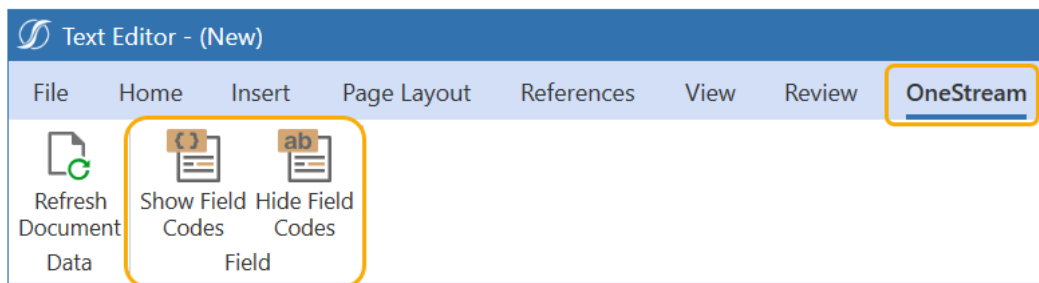 Text Editor - (New)
File Home Insert Page Layout References View Review OneStream
{ } ab
Refresh Show Field Hide Field
Document Codes Codes
Data Field